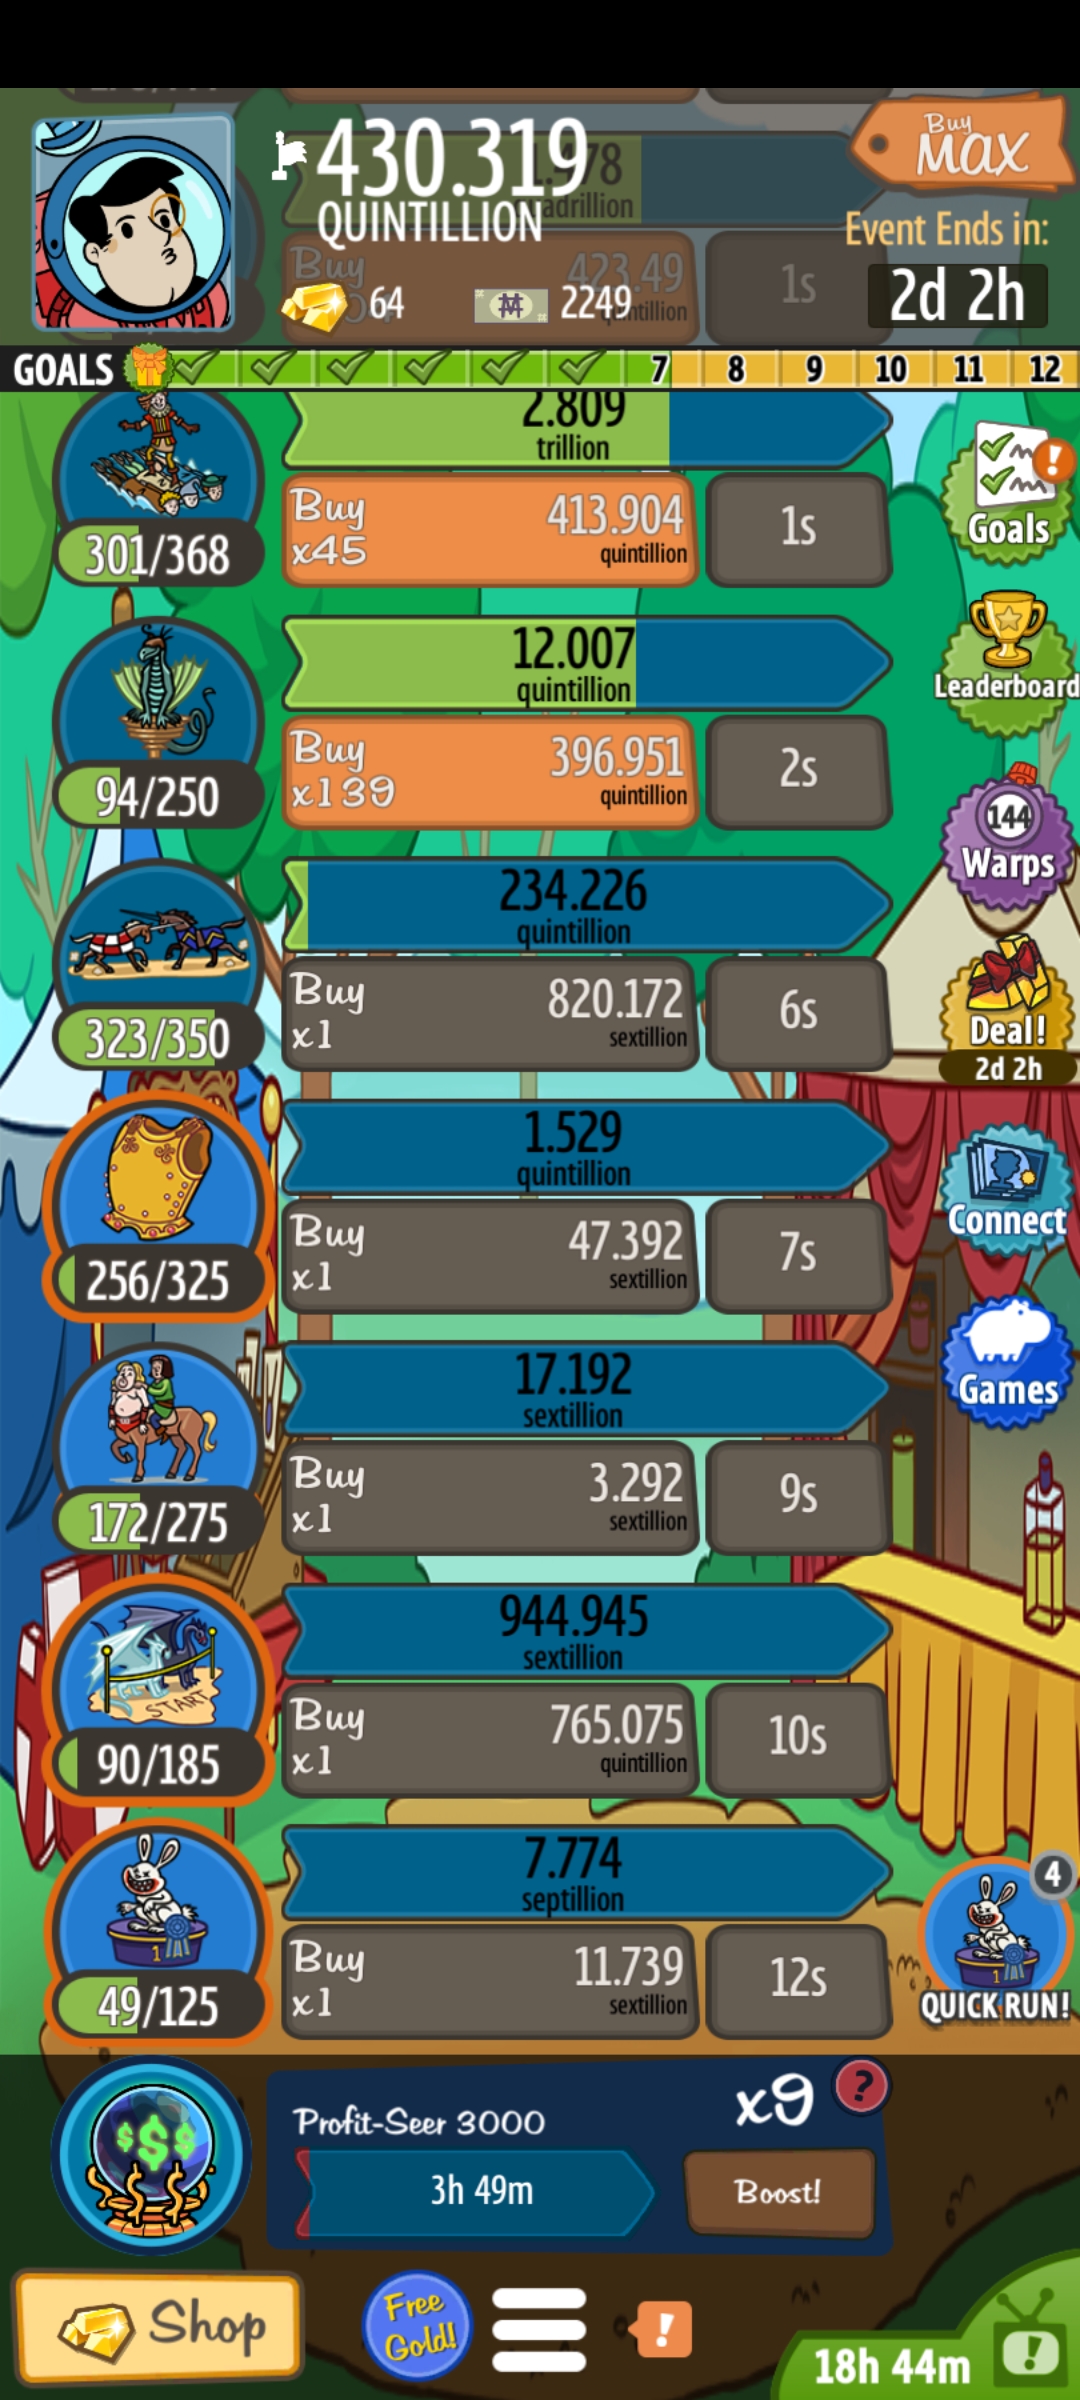 430.319
QUINTILLION
64
2249
Buy
MAX
Event Ends in:
2d 2h
Buy
423.49
1s
GOALS
7
8
9
10
11
12
2.809
trillion
301/368
Buy
x45
413.904
quintillion
1s
Goals
12.007
quintillion
94/250
Buy
x139
396.951
quintillion
2s
Leaderboard
144
Warps
234.226
quintillion
323/350
Buy
x1
820.172
sextillion
6s
Deal!
2d 2h
1.529
quintillion
256/325
Buy
x1
47.392
sextillion
7s
Connect
17.192
sextillion
172/275
Buy
x1
3.292
sextillion
9s
Games
944.945
sextillion
START
90/185
Buy
x1
765.075
quintillion
10s
7.774
septillion
1
49/125
Buy
x1
11.739
sextillion
12s
4
1
QUICK RUN!
$$$
Profit-Seer 3000
x9
?
3h 49m
Boost!
Shop
Free
Gold!
!
18h 44m
!